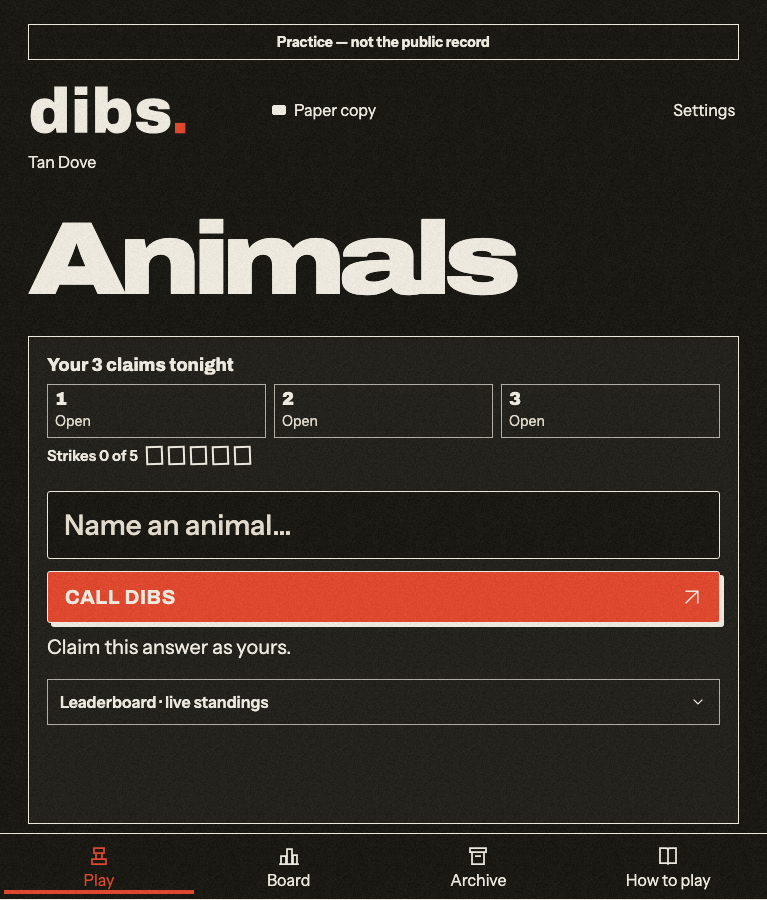 Practice — not the public record
dibs.
Paper copy
Settings
Tan Dove
Animals
Your 3 claims tonight
1
Open
2
Open
3
Open
Strikes 0 of 5
Name an animal...
CALL DIBS
Claim this answer as yours.
Leaderboard · live standings
Play
Board
Archive
How to play